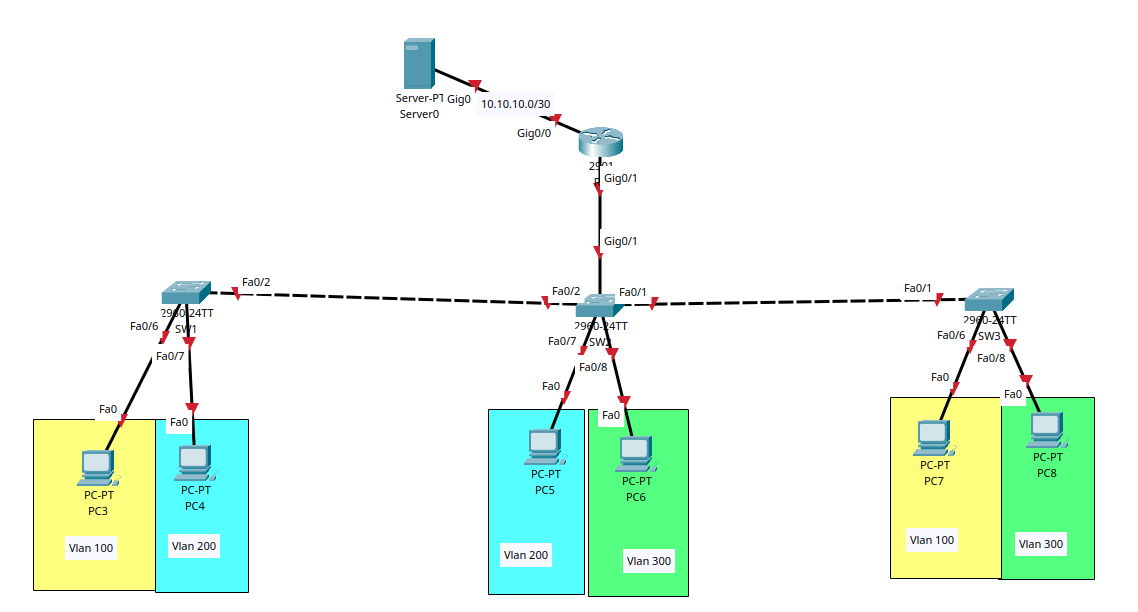 Server-PT
Gig0
Server0
10.10.10.0/30
Gig0/0
2901
Gig0/1
Gig0/1
Fa0/2
Fa0/2
Fa0/1
Fa0/1
2960-24TT
SW1
2960-24TT
SW2
2960-24TT
SW3
Fa0/6
Fa0/7
Fa0/7
Fa0/8
Fa0/6
Fa0/8
Fa0
Fa0
Fa0
Fa0
Fa0
Fa0
PC-PT
PC3
PC-PT
PC4
PC-PT
PC5
PC-PT
PC6
PC-PT
PC7
PC-PT
PC8
Vlan 100
Vlan 200
Vlan 200
Vlan 300
Vlan 100
Vlan 300